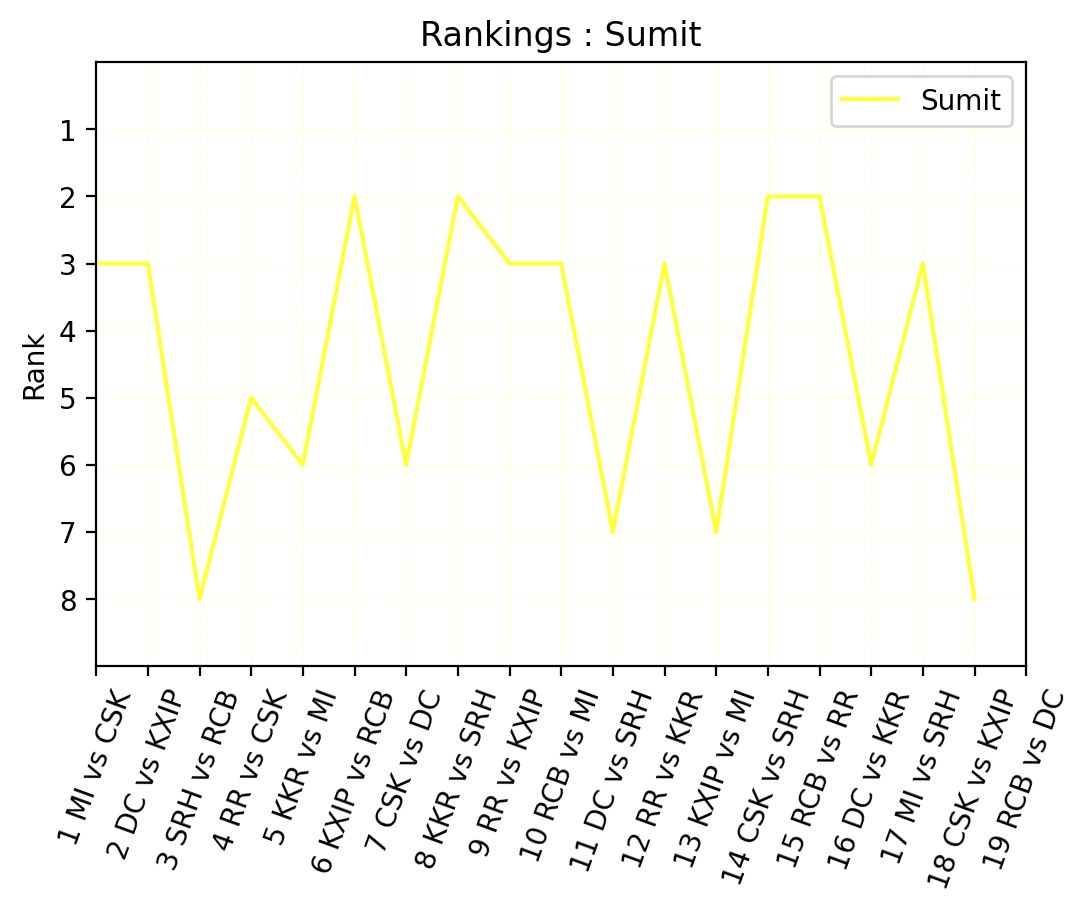 Rankings : Sumit
Sumit
Rank
1
2
3
4
5
6
7
8
1 MI vs CSK
2 DC vs KXIP
3 SRH vs RCB
4 RR vs CSK
5 KKR vs MI
6 KXIP vs RCB
7 CSK vs DC
8 KKR vs SRH
9 RR vs KXIP
10 RCB vs MI
11 DC vs SRH
12 RR vs KKR
13 KXIP vs MI
14 CSK vs SRH
15 RCB vs RR
16 DC vs KKR
17 MI vs SRH
18 CSK vs KXIP
19 RCB vs DC